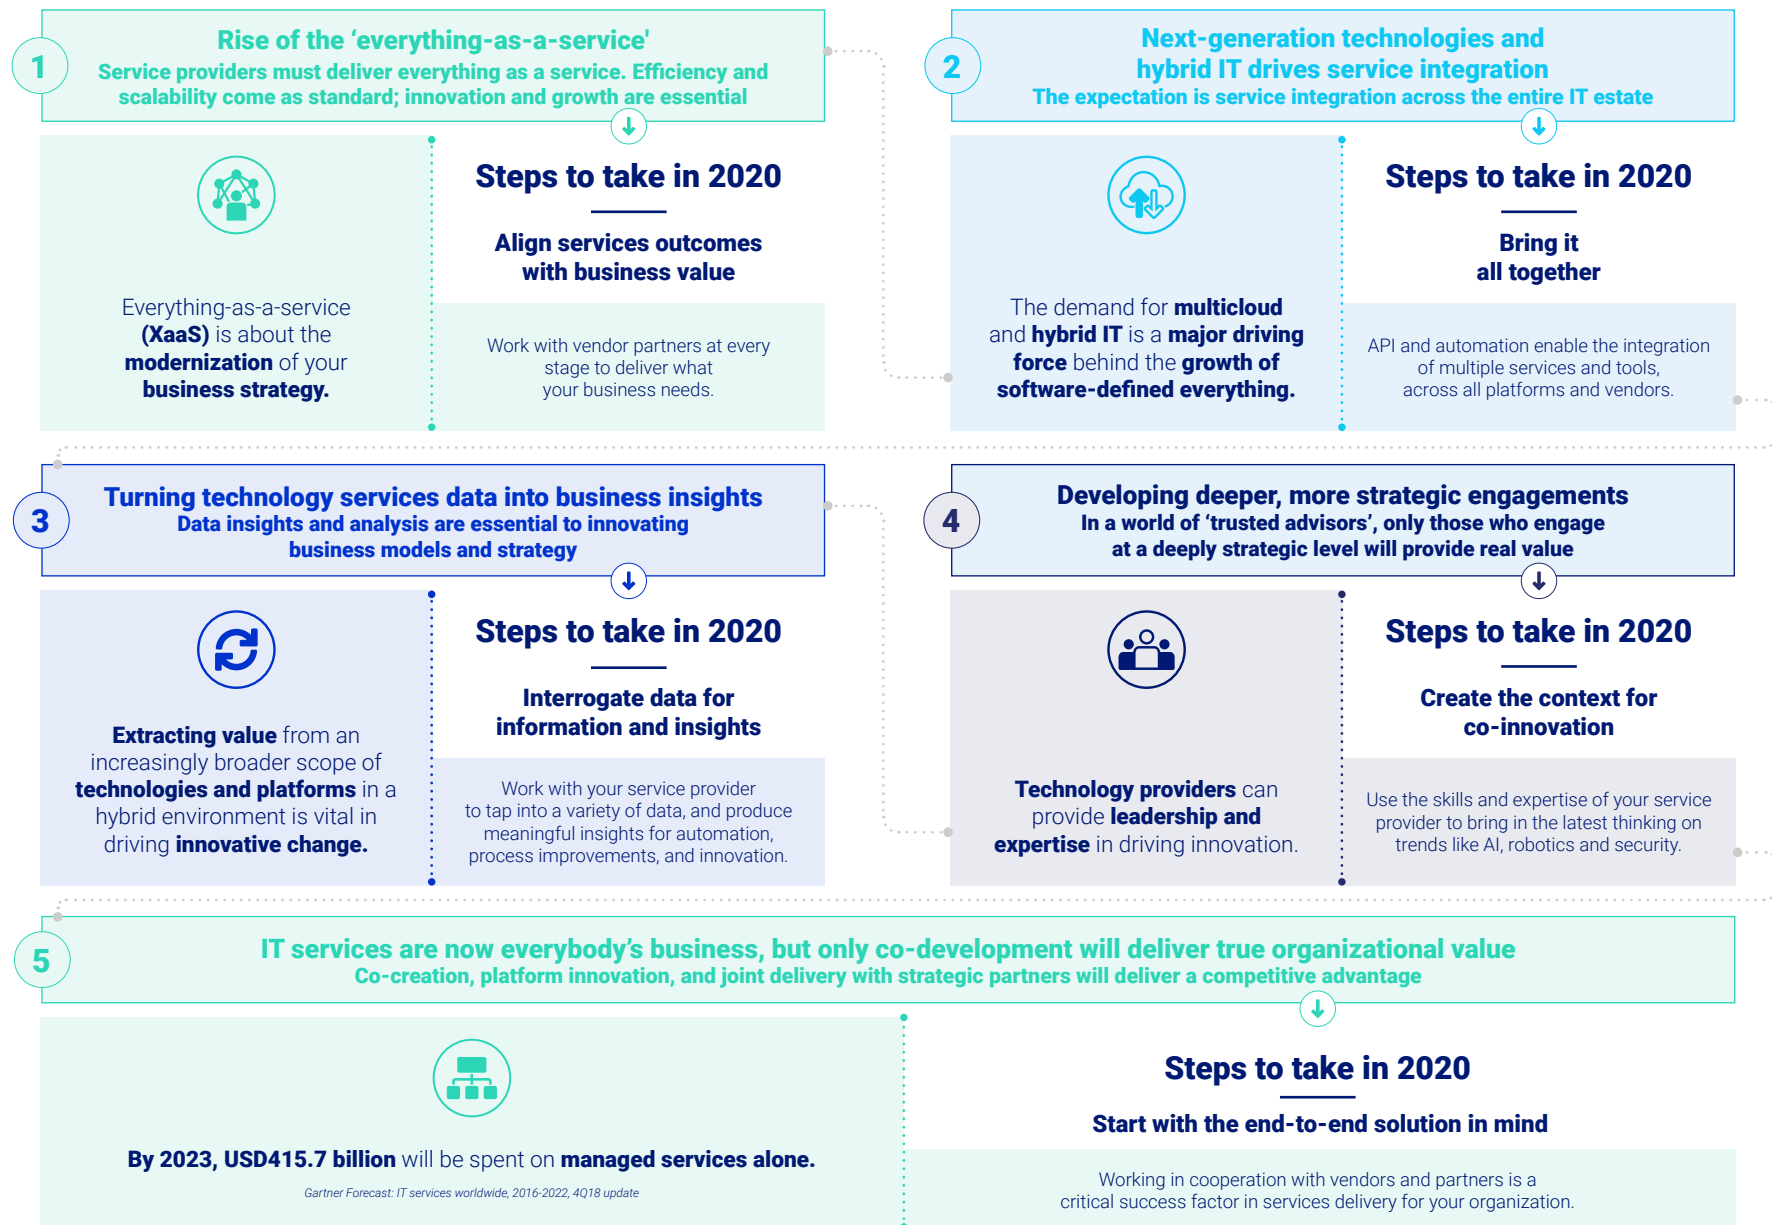 1
Rise of the ‘everything-as-a-service'
Service providers must deliver everything as a service. Efficiency and
scalability come as standard; innovation and growth are essential
Everything-as-a-service
(XaaS) is about the
modernization of your
business strategy.
Steps to take in 2020
Align services outcomes
with business value
Work with vendor partners at every
stage to deliver what
your business needs.
2
Next-generation technologies and
hybrid IT drives service integration
The expectation is service integration across the entire IT estate
The demand for multicloud
and hybrid IT is a major driving
force behind the growth of
software-defined everything.
Steps to take in 2020
Bring it
all together
API and automation enable the integration
of multiple services and tools,
across all platforms and vendors.
3
Turning technology services data into business insights
Data insights and analysis are essential to innovating
business models and strategy
Extracting value from an
increasingly broader scope of
technologies and platforms in a
hybrid environment is vital in
driving innovative change.
Steps to take in 2020
Interrogate data for
information and insights
Work with your service provider
to tap into a variety of data, and produce
meaningful insights for automation,
process improvements, and innovation.
4
Developing deeper, more strategic engagements
In a world of ‘trusted advisors’, only those who engage
at a deeply strategic level will provide real value
Technology providers can
provide leadership and
expertise in driving innovation.
Steps to take in 2020
Create the context for
co-innovation
Use the skills and expertise of your service
provider to bring in the latest thinking on
trends like AI, robotics and security.
5
IT services are now everybody’s business, but only co-development will deliver true organizational value
Co-creation, platform innovation, and joint delivery with strategic partners will deliver a competitive advantage
By 2023, USD415.7 billion will be spent on managed services alone.
Gartner Forecast: IT services worldwide, 2016-2022, 4Q18 update
Steps to take in 2020
Start with the end-to-end solution in mind
Working in cooperation with vendors and partners is a
critical success factor in services delivery for your organization.